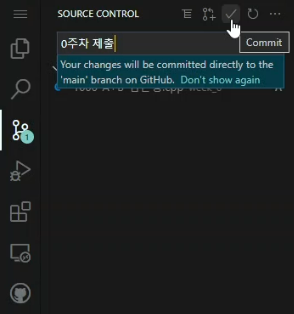 SOURCE CONTROL
0주차 제출
Commit
Your changes will be committed directly to the
'main' branch on GitHub. Don't show again
1